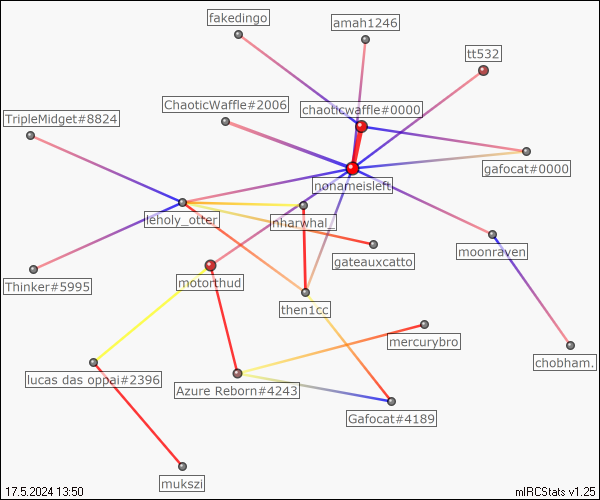 fakedingo
amah1246
tt532
ChaoticWaffle#2006
chaoticwaffle#0000
TripleMidget#8824
gafocat#0000
nonameisleft
leholy_otter
nharwhal_
moonraven
gateauxcatto
Thinker#5995
motorthud
then1cc
mercurybro
chobham.
lucas das oppai#2396
Azure Reborn#4243
Gafocat#4189
mukszi
17.5.2024 13:50
mIRCStats v1.25